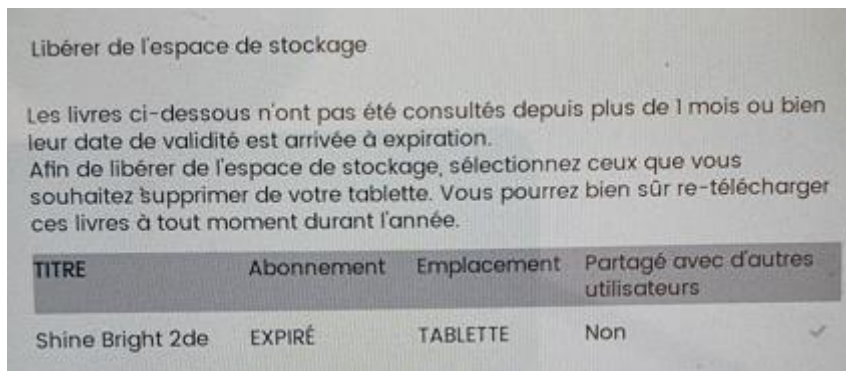 Libérer de l'espace de stockage
Les livres ci-dessous n'ont pas été consultés depuis plus de 1 mois ou bien
leur date de validité est arrivée à expiration.
Afin de libérer de l'espace de stockage, sélectionnez ceux que vous
souhaitez supprimer de votre tablette. Vous pourrez bien sûr re-télécharger
ces livres à tout moment durant l'année.
TITRE Abonnement Emplacement Partagé avec d'autres
utilisateurs
Shine Bright 2de EXPIRÉ TABLETTE Non